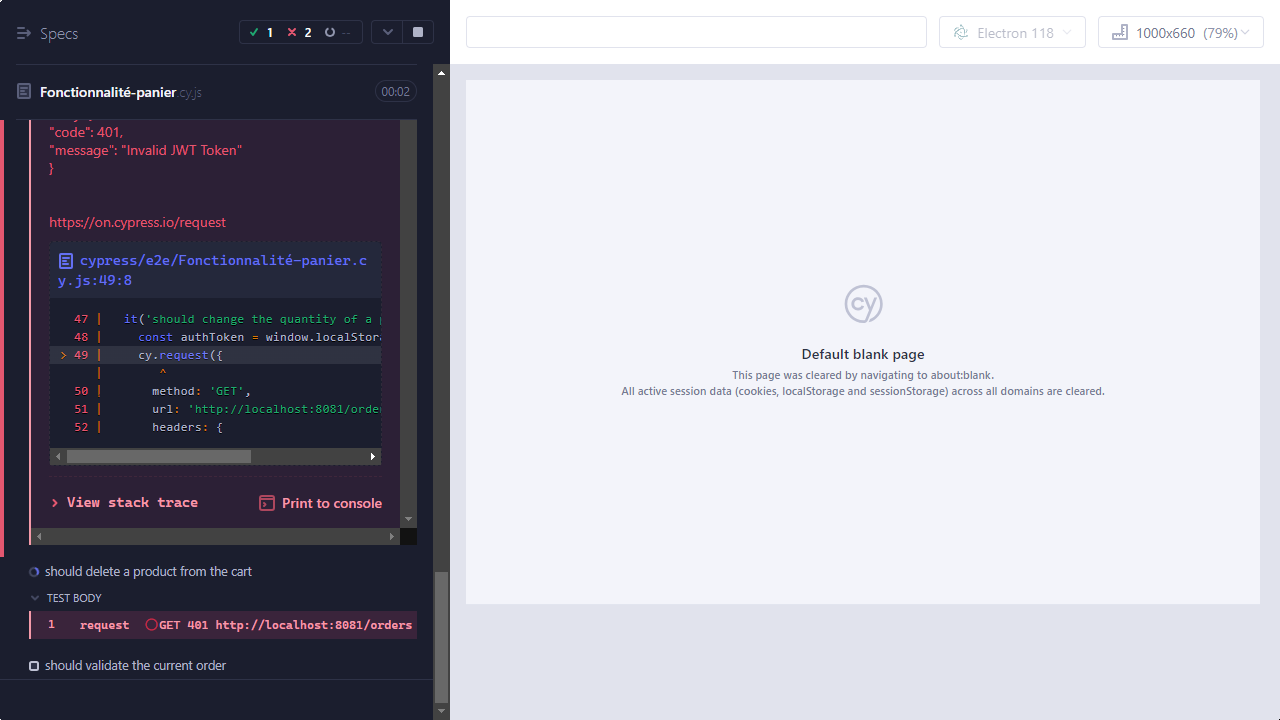 Specs
1
2
--
Electron 118
1000x660 (79%)
Fonctionnalité-panier.cy.js
00:02
"code": 401,
"message": "Invalid JWT Token"
}
https://on.cypress.io/request
cypress/e2e/Fonctionnalité-panier.c
y.js:49:8
47 | it('should change the quantity of a p
48 | const authToken = window.localStora
> 49 | cy.request({
| ^
50 | method: 'GET',
51 | url: 'http://localhost:8081/order
52 | headers: {
View stack trace
Print to console
should delete a product from the cart
TEST BODY
1 request GET 401 http://localhost:8081/orders
should validate the current order
cy
Default blank page
This page was cleared by navigating to about:blank.
All active session data (cookies, localStorage and sessionStorage) across all domains are cleared.